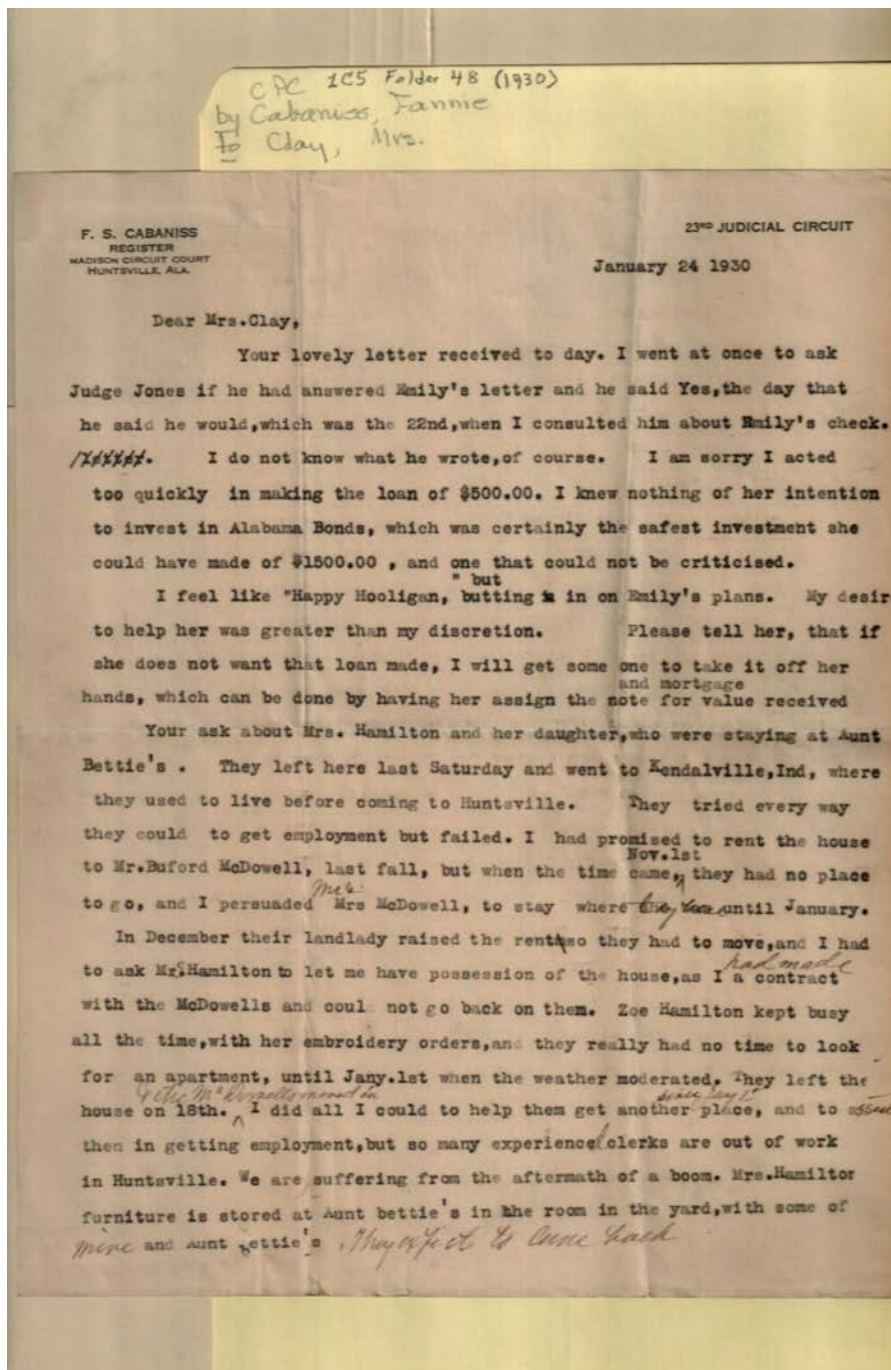 CPC 1C5 Folder 48 (1930)
by Cabaniss, Fannie
To Clay, Mrs.
F. S. CABANISS
REGISTER
MADISON CIRCUIT COURT
HUNTSVILLE, ALA.
23RD JUDICIAL CIRCUIT
January 24 1930
Dear Mrs.Clay,
Your lovely letter received to day. I went at once to ask
Judge Jones if he had answered Emily's letter and he said Yes,the day that
he said he would,which was the 22nd,when I consulted him about Emily's check.
I do not know what he wrote,of course. I am sorry I acted
too quickly in making the loan of $500.00. I knew nothing of her intention
to invest in Alabama Bonds, which was certainly the safest investment she
could have made of $1500.00 , and one that could not be criticised.
" but
I feel like "Happy Hooligan, butting in on Emily's plans. My desir
to help her was greater than my discretion. Please tell her, that if
she does not want that loan made, I will get some one to take it off her
and mortgage
hands, which can be done by having her assign the note for value received
Your ask about Mrs. Hamilton and her daughter,who were staying at Aunt
Bettie's . They left here last Saturday and went to Kendalville,Ind, where
they used to live before coming to Huntsville. They tried every way
they could to get employment but failed. I had promised to rent the house
Nov.1st
to Mr.Buford McDowell, last fall, but when the time came, they had no place
to go, and I persuaded Mrs McDowell, to stay where until January.
In December their landlady raised the rent so they had to move,and I had
had made
to ask Mrs Hamilton to let me have possession of the house,as I a contract
with the McDowells and coul not go back on them. Zoe Hamilton kept busy
all the time,with her embroidery orders,and they really had no time to look
for an apartment, until Jany.1st when the weather moderated. They left the
house on 18th. I did all I could to help them get another place, and to
then in getting employment,but so many experienced clerks are out of work
in Huntsville. We are suffering from the aftermath of a boom. Mrs.Hamilton
furniture is stored at Aunt bettie's in the room in the yard,with some of
mine and Aunt bettie's . They expect to come back